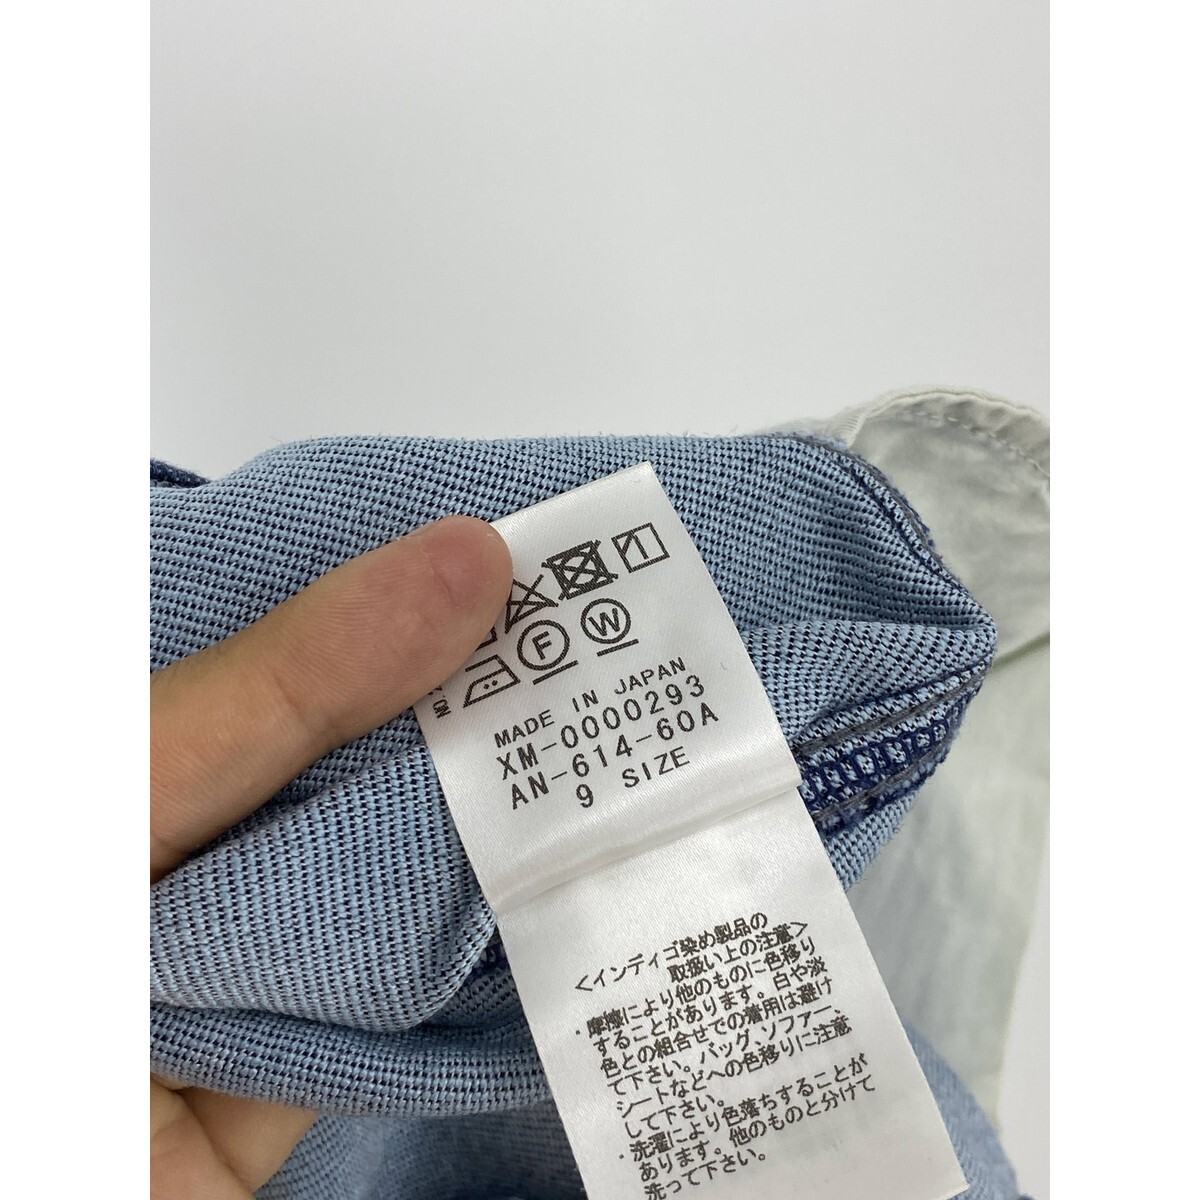 F
W
MADE IN JAPAN
XM-0000293
AN-614-60A
9 SIZE
<インディゴ染め製品の
取扱い上の注意>
・摩擦により他のものに色移り
することがあります。白や淡
色との組合せでの着用は避け
て下さい。バッグ、ソファー、
シートなどへの色移りに注意
して下さい。
・洗濯により色落ちすることが
あります。他のものと分けて
洗って下さい。